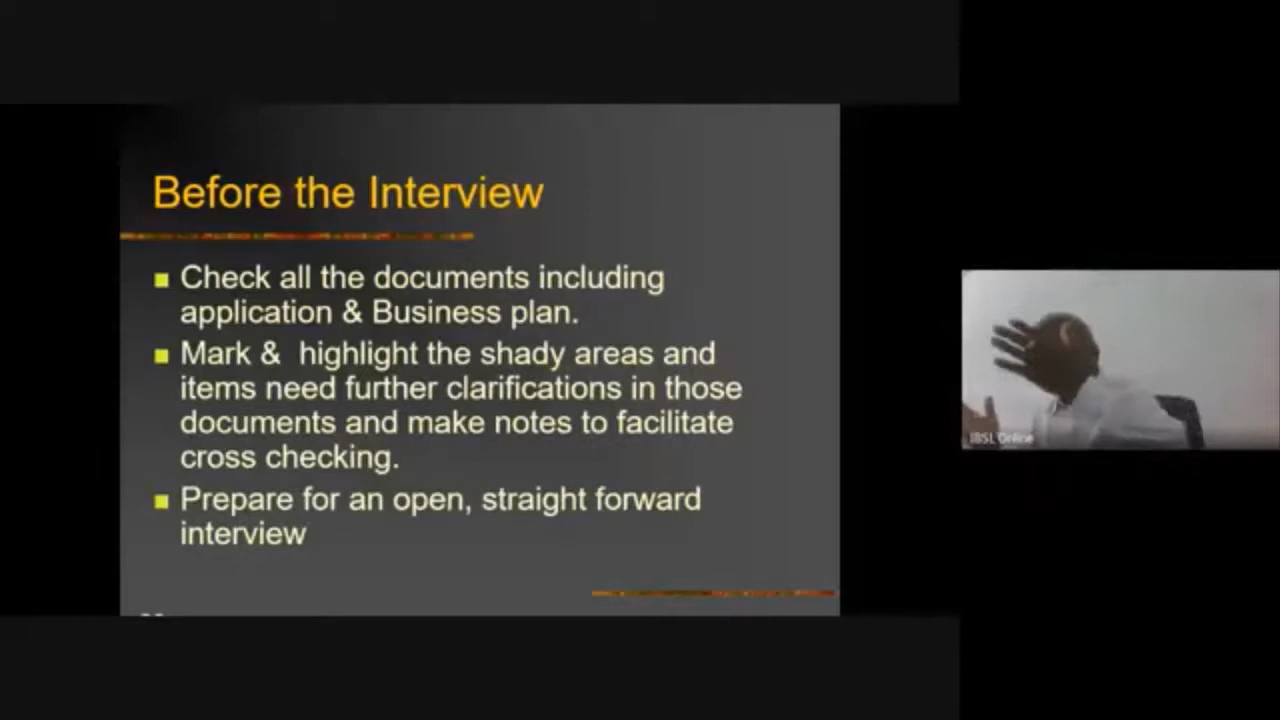 Before the Interview
Check all the documents including
application & Business plan.
Mark &  highlight the shady areas and
items need further clarifications in those
documents and make notes to facilitate
cross checking.
Prepare for an open, straight forward
interview
IBSL Online